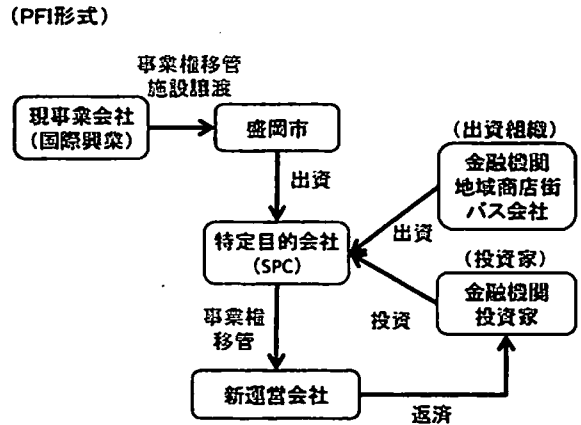 (PFI形式)
事業権移管
施設譲渡
現事業会社
(国際興業)
盛岡市
(出資組織)
金融機関
地域商店街
バス会社
出資
出資
特定目的会社
(SPC)
(投資家)
金融機関
投資家
事業権
移管
投資
新運営会社
返済